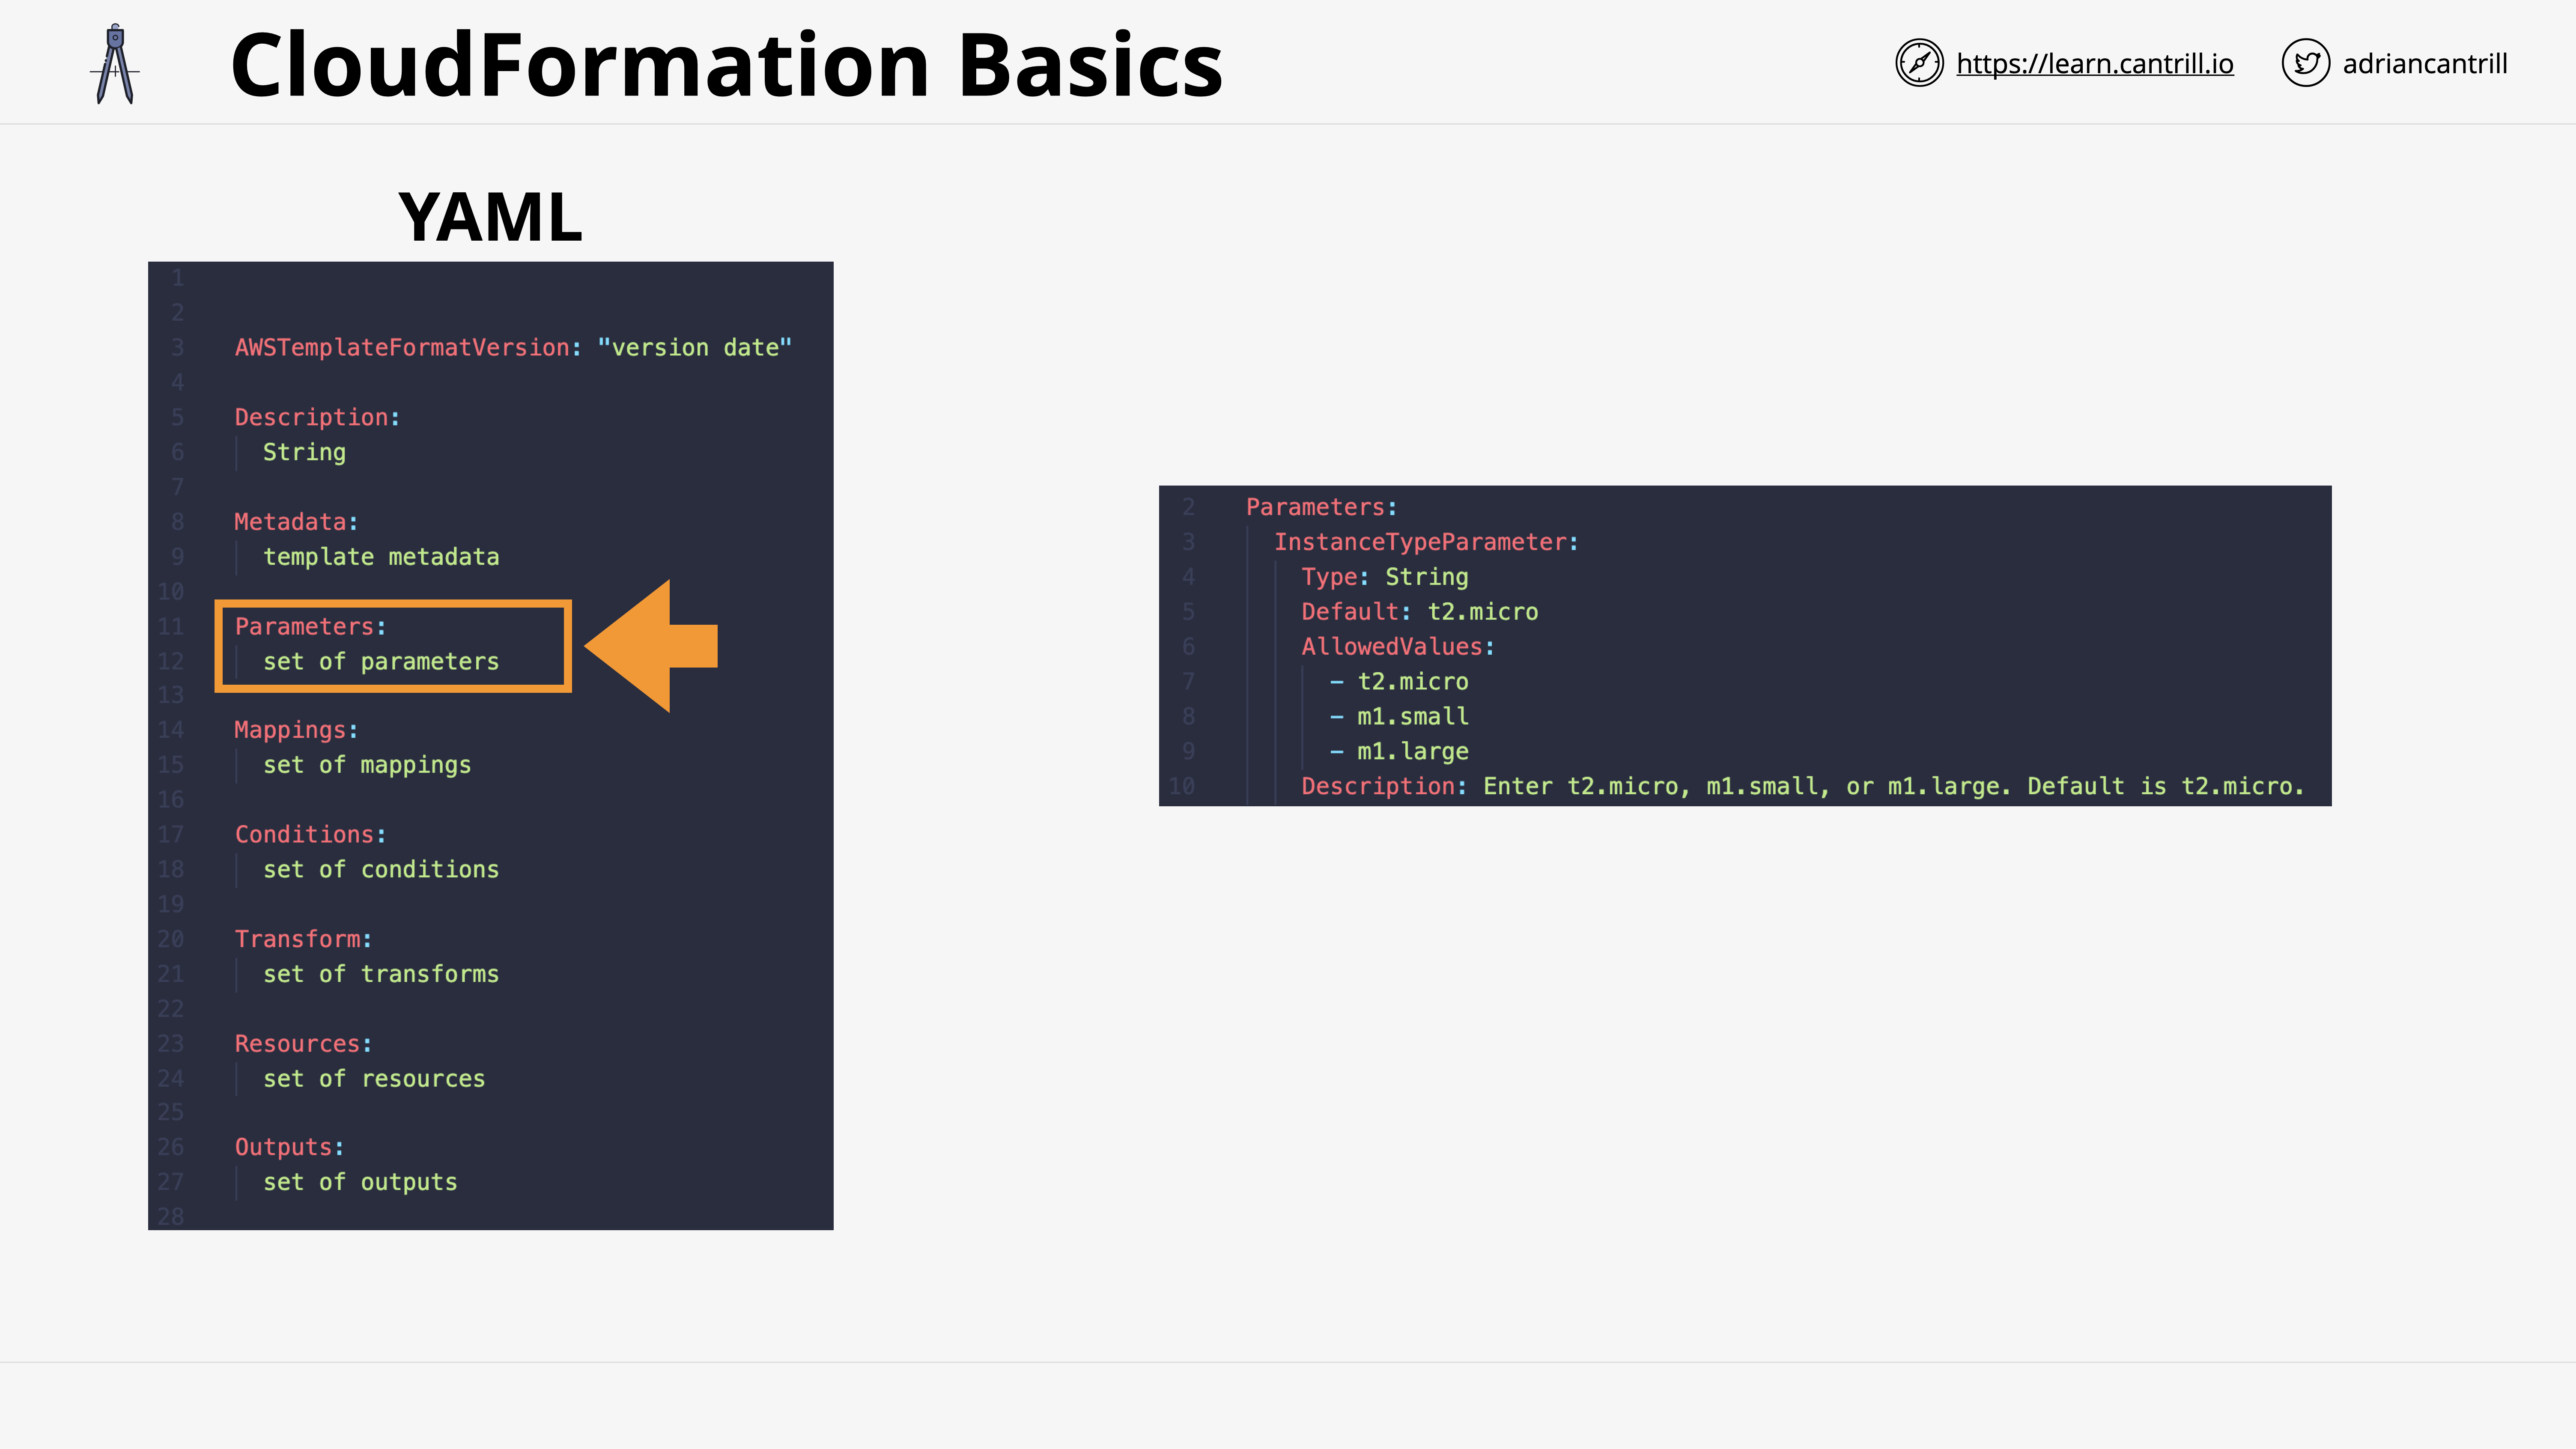 CloudFormation Basics
https://learn.cantrill.io
adriancantrill
YAML
1
2
3 AWSTemplateFormatVersion: "version date"
4
5 Description:
6 String
7
8 Metadata:
9 template metadata
10
11 Parameters:
12 set of parameters
13
14 Mappings:
15 set of mappings
16
17 Conditions:
18 set of conditions
19
20 Transform:
21 set of transforms
22
23 Resources:
24 set of resources
25
26 Outputs:
27 set of outputs
28
2 Parameters:
3 InstanceTypeParameter:
4 Type: String
5 Default: t2.micro
6 AllowedValues:
7 - t2.micro
8 - m1.small
9 - m1.large
10 Description: Enter t2.micro, m1.small, or m1.large. Default is t2.micro.